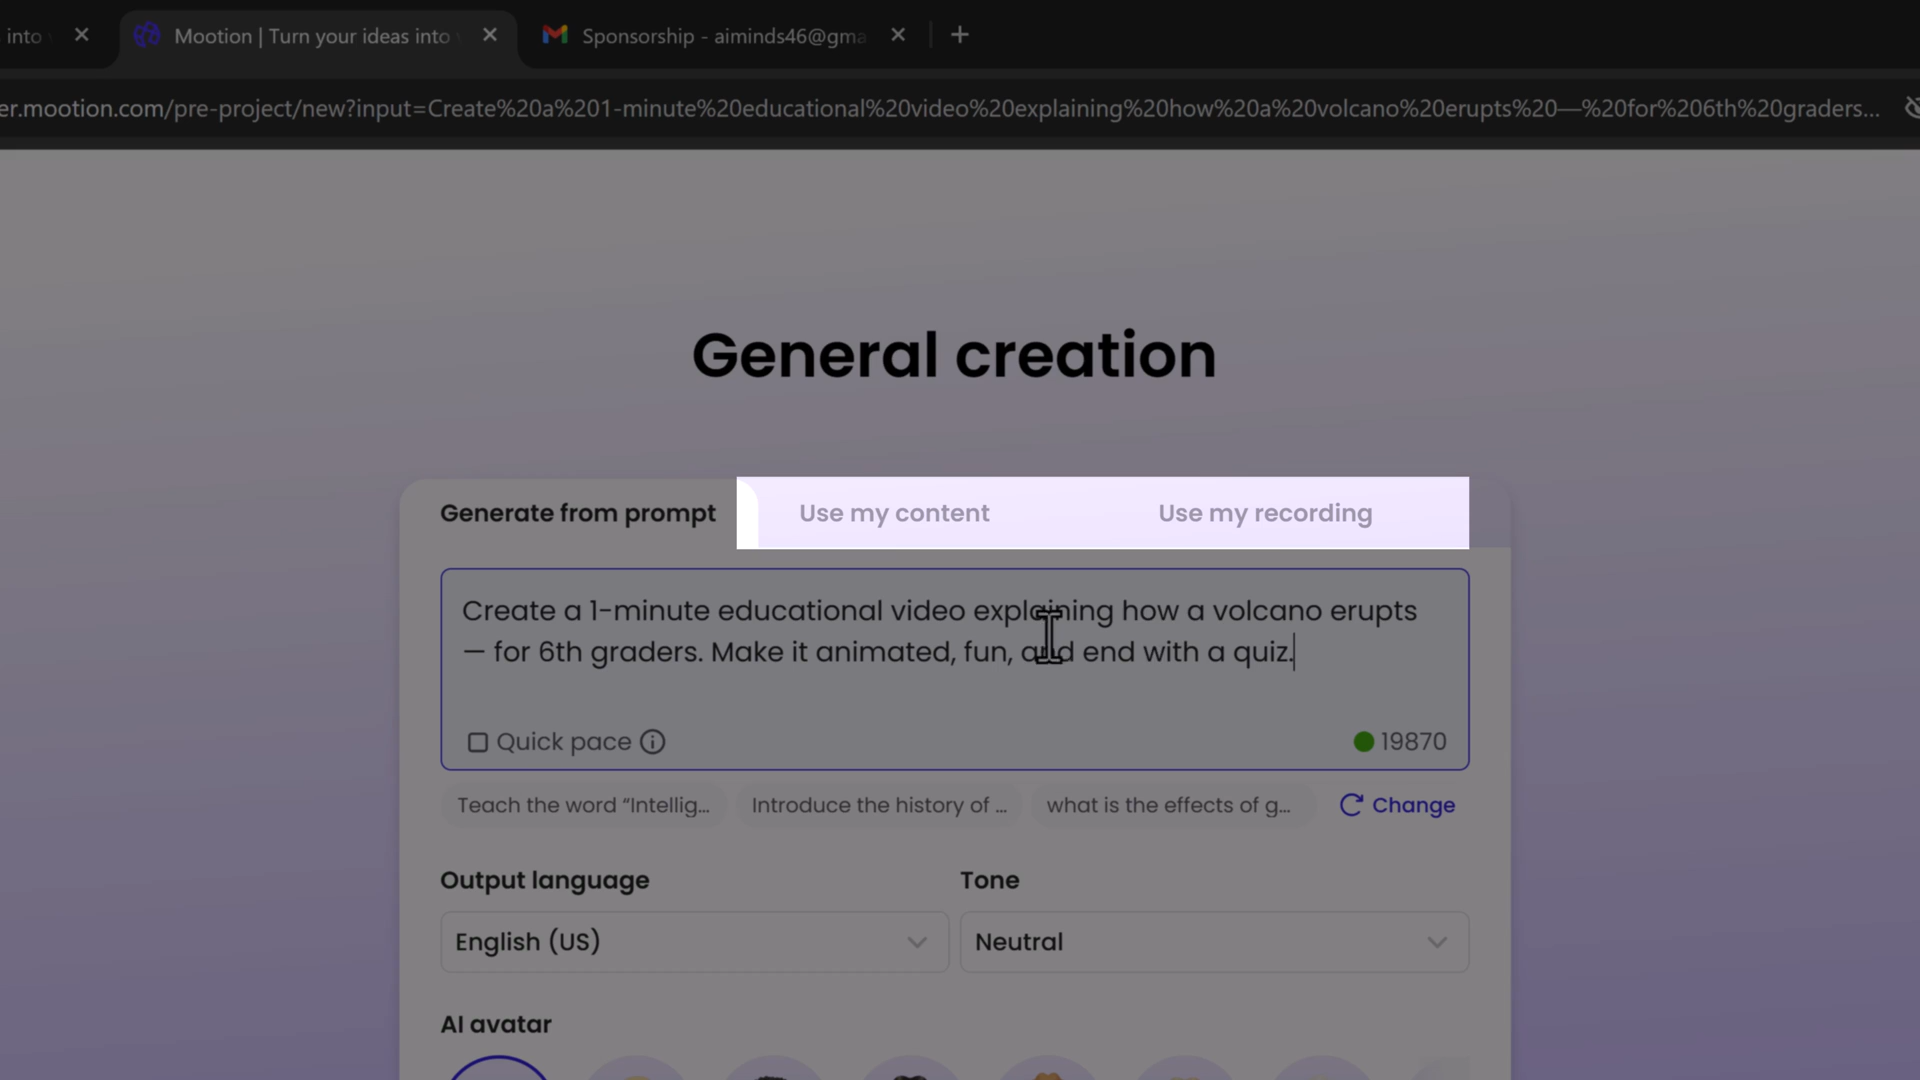 into
Mootion | Turn your ideas into
Sponsorship - aiminds46@gma
er.mootion.com/pre-project/new?input=Create%20a%201-minute%20educational%20video%20explaining%20how%20a%20volcano%20erupts%20—%20for%206th%20graders...
General creation
Generate from prompt
Use my content
Use my recording
Create a 1-minute educational video explaining how a volcano erupts
— for 6th graders. Make it animated, fun, and end with a quiz.
Quick pace
19870
Teach the word “Intellig...
Introduce the history of ...
what is the effects of g...
Change
Output language
Tone
English (US)
Neutral
AI avatar